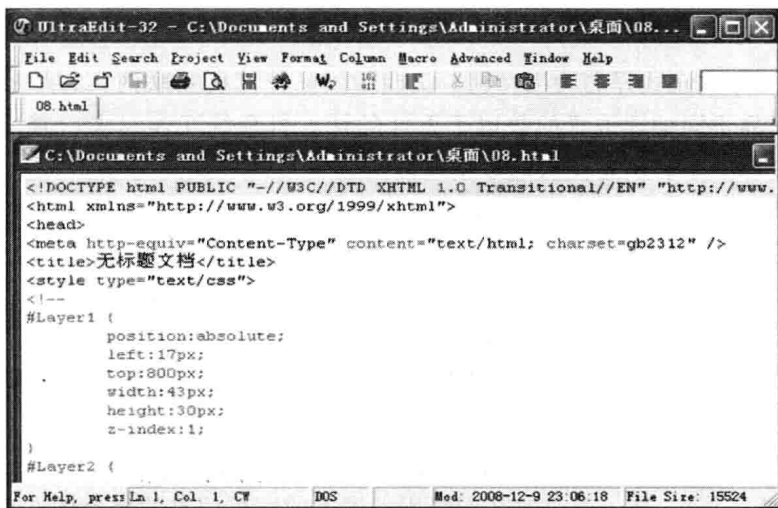 UltraEdit-32 - C:\Documents and Settings\Administrator\桌面\08...
File Edit Search Project View Format Column Macro Advanced Window Help
08.html
C:\Documents and Settings\Administrator\桌面\08.html
<!DOCTYPE html PUBLIC "-//W3C//DTD XHTML 1.0 Transitional//EN" "http://www.
<html xmlns="http://www.w3.org/1999/xhtml">
<head>
<meta http-equiv="Content-Type" content="text/html; charset=gb2312" />
<title>无标题文档</title>
<style type="text/css">
<!--
#Layer1 {
position:absolute;
left:17px;
top:800px;
width:43px;
height:30px;
z-index:1;
}
#Layer2 {
For Help, press Ln 1, Col. 1, CW DOS Mod: 2008-12-9 23:06:18 File Size: 15524